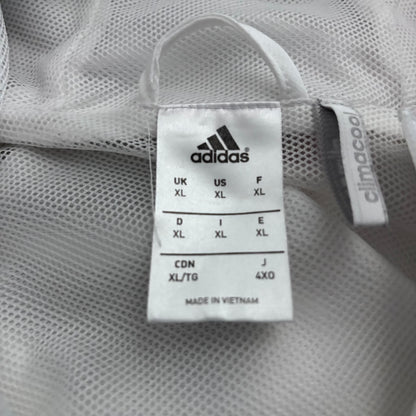 adidas
UK US F
XL XL XL
D I E
XL XL XL
CDN J
XL/TG 4XO
MADE IN VIETNAM
climacool